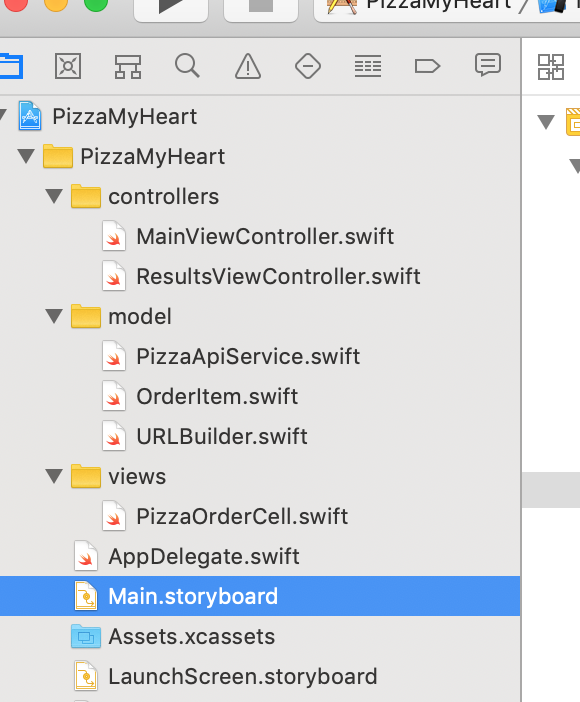 PizzaMyHeart
PizzaMyHeart
PizzaMyHeart
controllers
MainViewController.swift
ResultsViewController.swift
model
PizzaApiService.swift
OrderItem.swift
URLBuilder.swift
views
PizzaOrderCell.swift
AppDelegate.swift
Main.storyboard
Assets.xcassets
LaunchScreen.storyboard